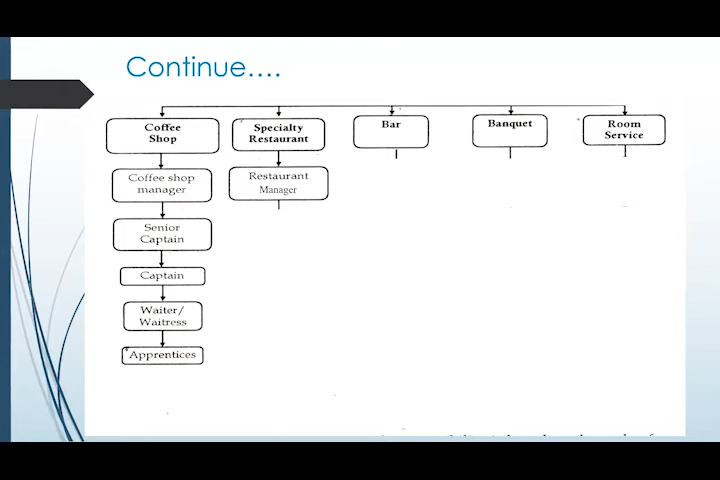 Continue....
Coffee
Shop
Specialty
Restaurant
Bar
Banquet
Room
Service
Coffee shop
manager
Restaurant
Manager
Senior
Captain
Captain
Waiter/
Waitress
Apprentices